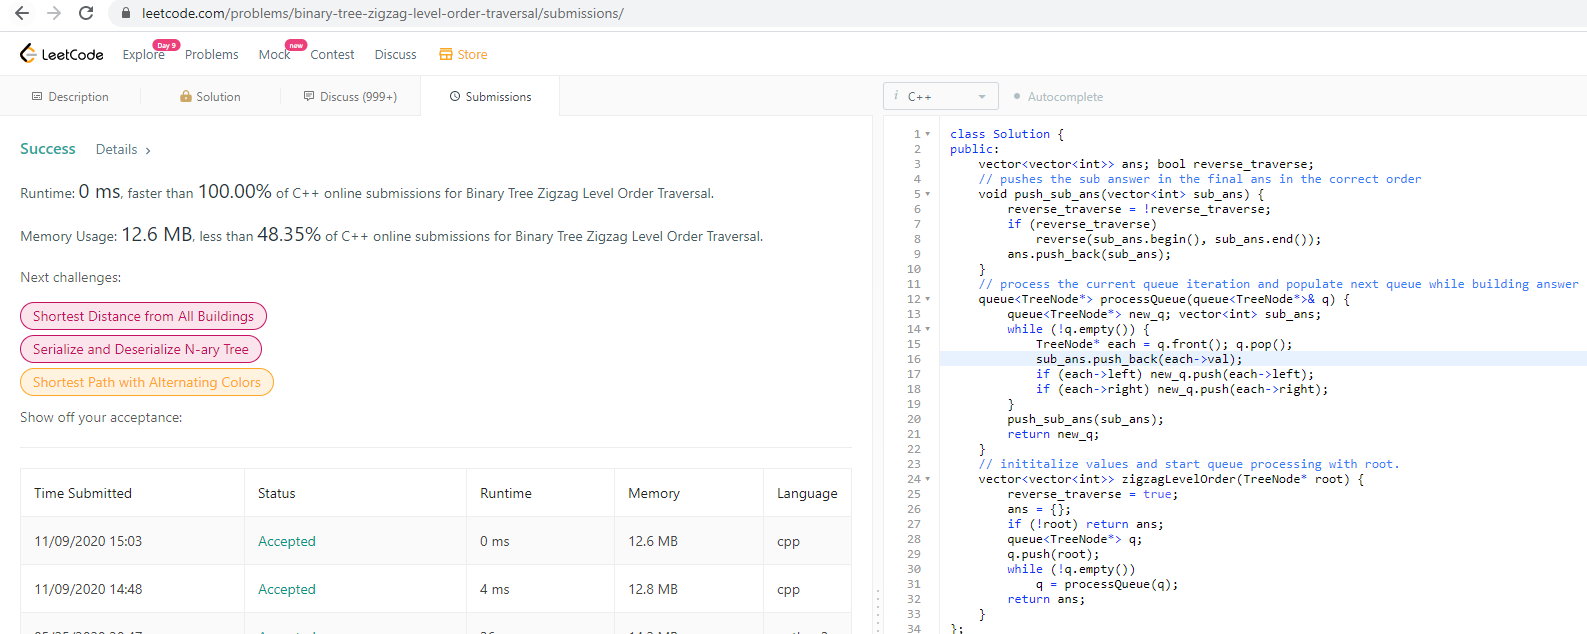 leetcode.com/problems/binary-tree-zigzag-level-order-traversal/submissions/
LeetCode Explore Day 9 Problems Mock new Contest Discuss Store
Description Solution Discuss (999+) Submissions
Success Details >
Runtime: 0 ms, faster than 100.00% of C++ online submissions for Binary Tree Zigzag Level Order Traversal.
Memory Usage: 12.6 MB, less than 48.35% of C++ online submissions for Binary Tree Zigzag Level Order Traversal.
Next challenges:
Shortest Distance from All Buildings
Serialize and Deserialize N-ary Tree
Shortest Path with Alternating Colors
Show off your acceptance:
Time Submitted Status Runtime Memory Language
11/09/2020 15:03 Accepted 0 ms 12.6 MB cpp
11/09/2020 14:48 Accepted 4 ms 12.8 MB cpp
i C++ Autocomplete
1 class Solution {
2 public:
3 vector<vector<int>> ans; bool reverse_traverse;
4 // pushes the sub answer in the final ans in the correct order
5 void push_sub_ans(vector<int> sub_ans) {
6 reverse_traverse = !reverse_traverse;
7 if (reverse_traverse)
8 reverse(sub_ans.begin(), sub_ans.end());
9 ans.push_back(sub_ans);
10 }
11 // process the current queue iteration and populate next queue while building answer
12 queue<TreeNode*> processQueue(queue<TreeNode*>& q) {
13 queue<TreeNode*> new_q; vector<int> sub_ans;
14 while (!q.empty()) {
15 TreeNode* each = q.front(); q.pop();
16 sub_ans.push_back(each->val);
17 if (each->left) new_q.push(each->left);
18 if (each->right) new_q.push(each->right);
19 }
20 push_sub_ans(sub_ans);
21 return new_q;
22 }
23 // inititalize values and start queue processing with root.
24 vector<vector<int>> zigzagLevelOrder(TreeNode* root) {
25 reverse_traverse = true;
26 ans = {};
27 if (!root) return ans;
28 queue<TreeNode*> q;
29 q.push(root);
30 while (!q.empty())
31 q = processQueue(q);
32 return ans;
33 }
34 };